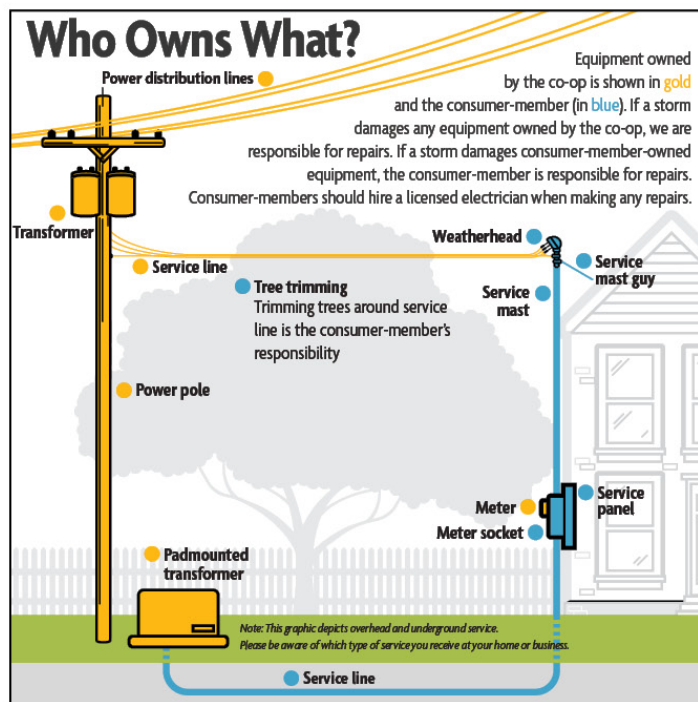 Who Owns What?
Power distribution lines
Equipment owned
by the co-op is shown in gold
and the consumer-member (in blue). If a storm
damages any equipment owned by the co-op, we are
responsible for repairs. If a storm damages consumer-member-owned
equipment, the consumer-member is responsible for repairs.
Consumer-members should hire a licensed electrician when making any repairs.
Transformer
Weatherhead
Service line
Service
mast guy
Tree trimming
Trimming trees around service
line is the consumer-member's
responsibility
Service
mast
Power pole
Meter
Service
panel
Meter socket
Padmounted
transformer
Note: This graphic depicts overhead and underground service.
Please be aware of which type of service you receive at your home or business.
Service line